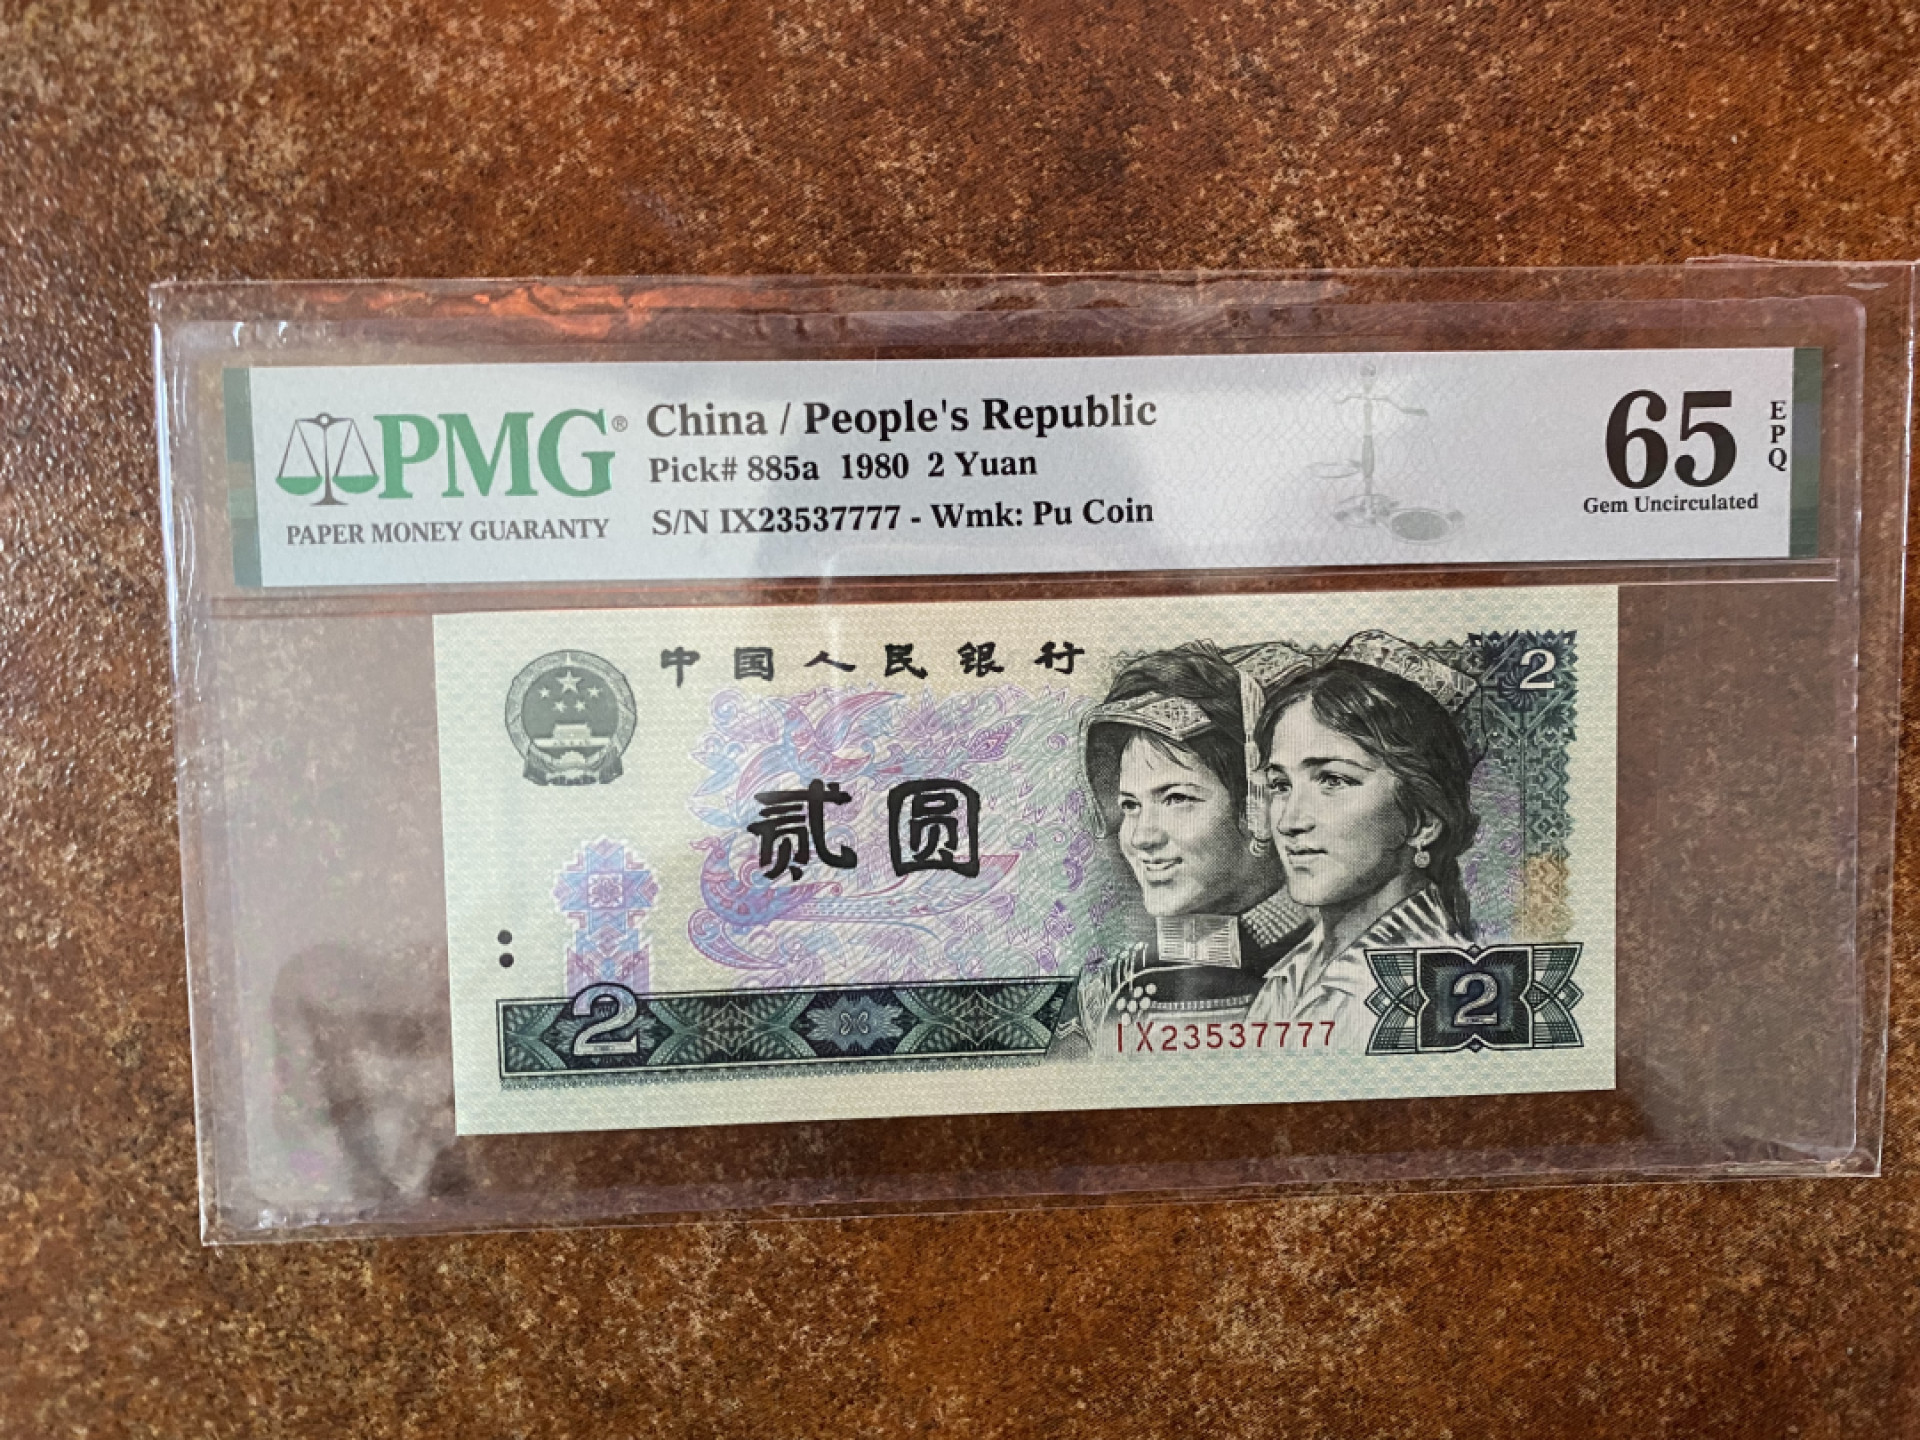 PMG®
PAPER MONEY GUARANTY
China / People's Republic
Pick# 885a 1980 2 Yuan
S/N IX23537777 - Wmk: Pu Coin
65
EPQ
Gem Uncirculated
中国人民银行
2
贰圆
2
IX23537777
2